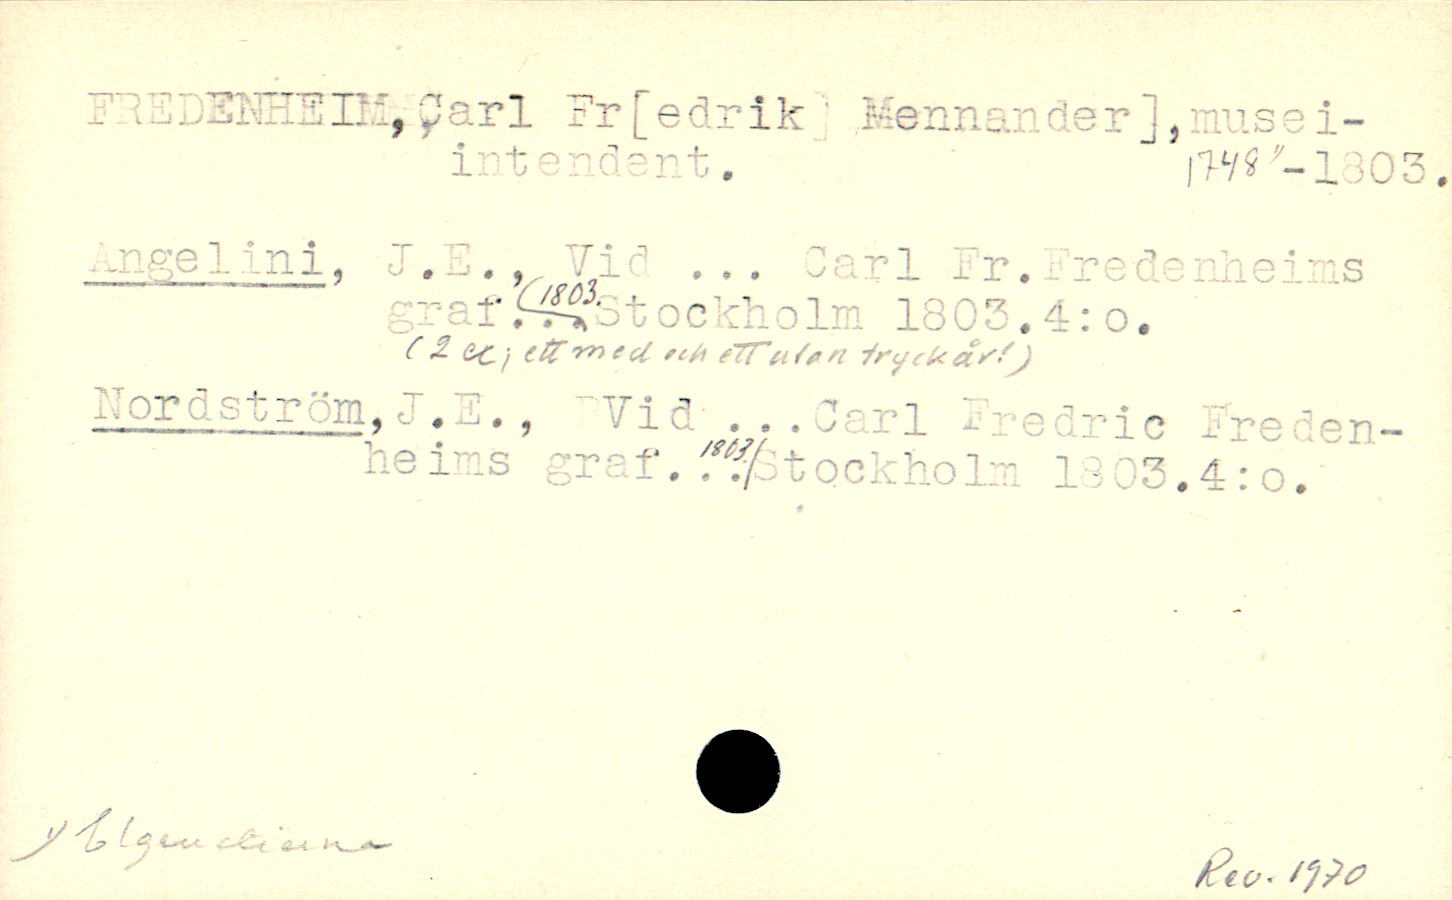 FREDENHEIM, Carl Fr[edrik] Mennander], musei-
intendent. 1748"-1803.
Angelini, J.E., Vid ... Carl Fr. Fredenheims
graf... (1803. Stockholm 1803. 4:o.
(2 ex; ett med och ett utan tryckår!)
Nordström, J.E., Vid ... Carl Fredric Freden-
heims graf... 1803./ Stockholm 1803. 4:o.
Rev. 1970